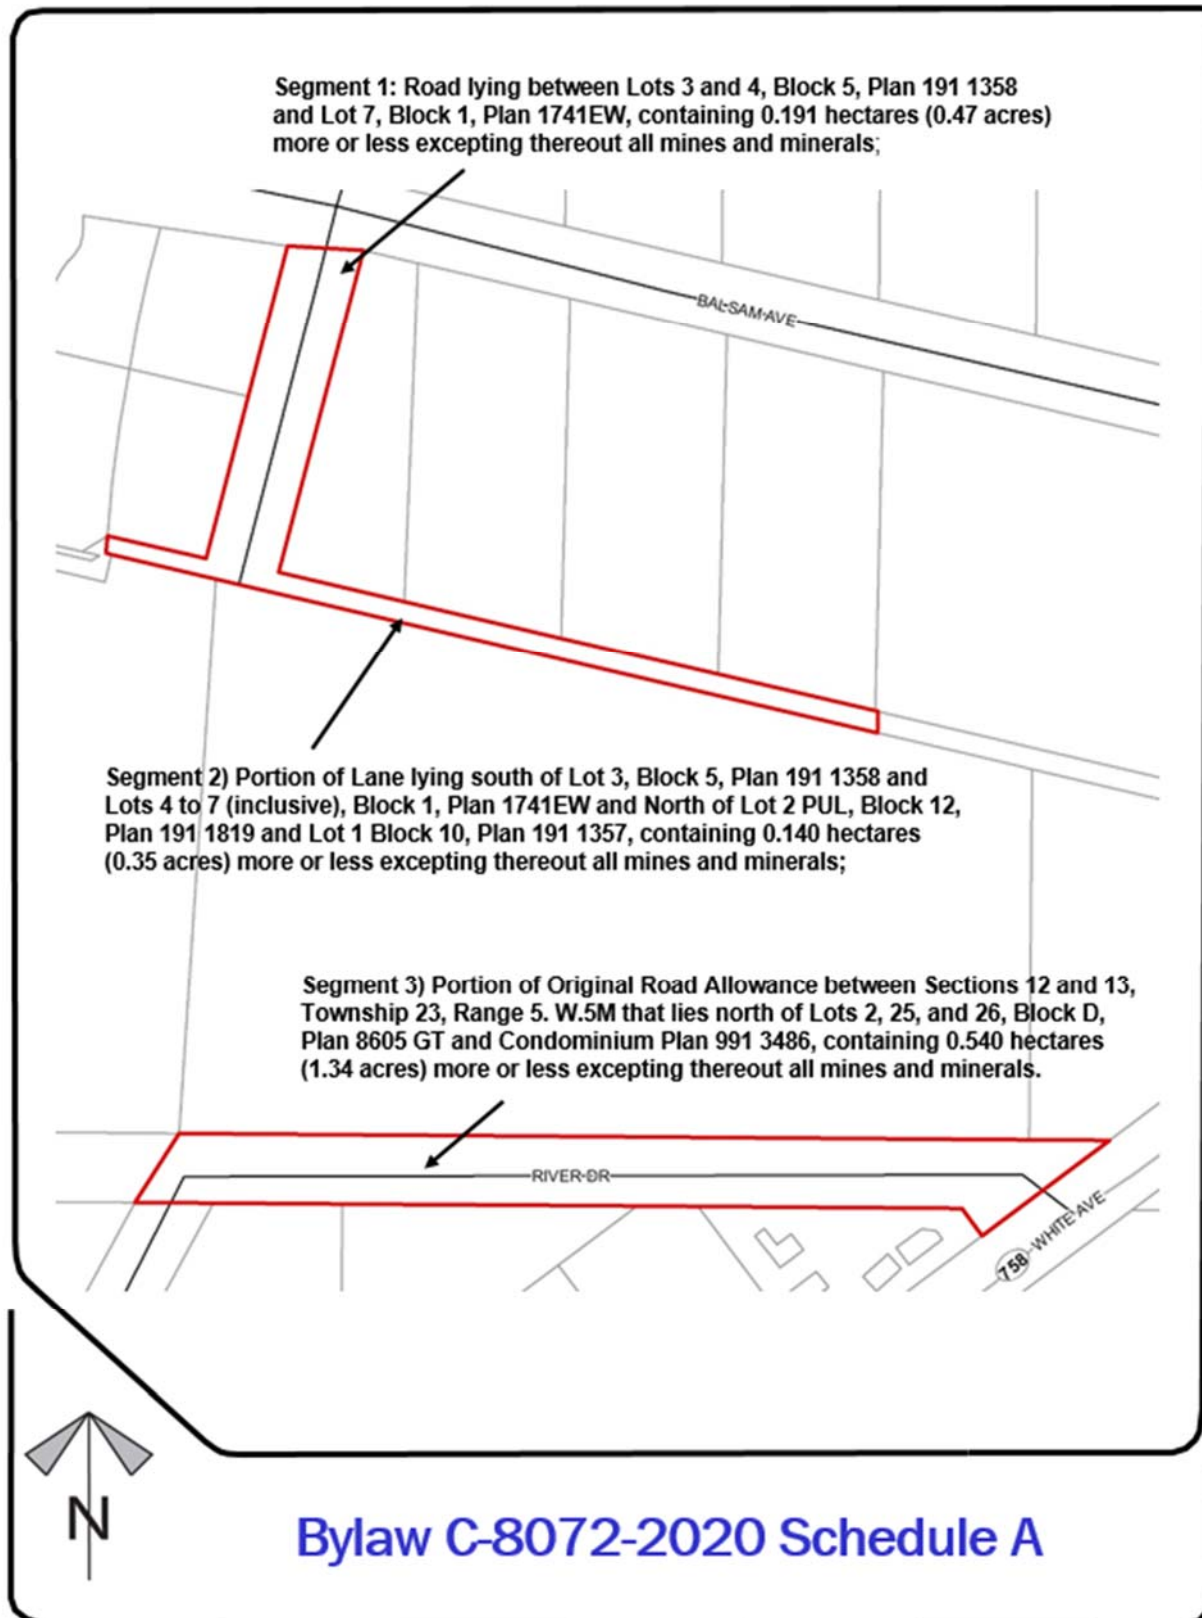 Segment 1: Road lying between Lots 3 and 4, Block 5, Plan 191 1358
and Lot 7, Block 1, Plan 1741EW, containing 0.191 hectares (0.47 acres)
more or less excepting thereout all mines and minerals;
BALSAM AVE
Segment 2) Portion of Lane lying south of Lot 3, Block 5, Plan 191 1358 and
Lots 4 to 7 (inclusive), Block 1, Plan 1741EW and North of Lot 2 PUL, Block 12,
Plan 191 1819 and Lot 1 Block 10, Plan 191 1357, containing 0.140 hectares
(0.35 acres) more or less excepting thereout all mines and minerals;
Segment 3) Portion of Original Road Allowance between Sections 12 and 13,
Township 23, Range 5. W.5M that lies north of Lots 2, 25, and 26, Block D,
Plan 8605 GT and Condominium Plan 991 3486, containing 0.540 hectares
(1.34 acres) more or less excepting thereout all mines and minerals.
RIVER DR
758 WHITE AVE
N
Bylaw C-8072-2020 Schedule A